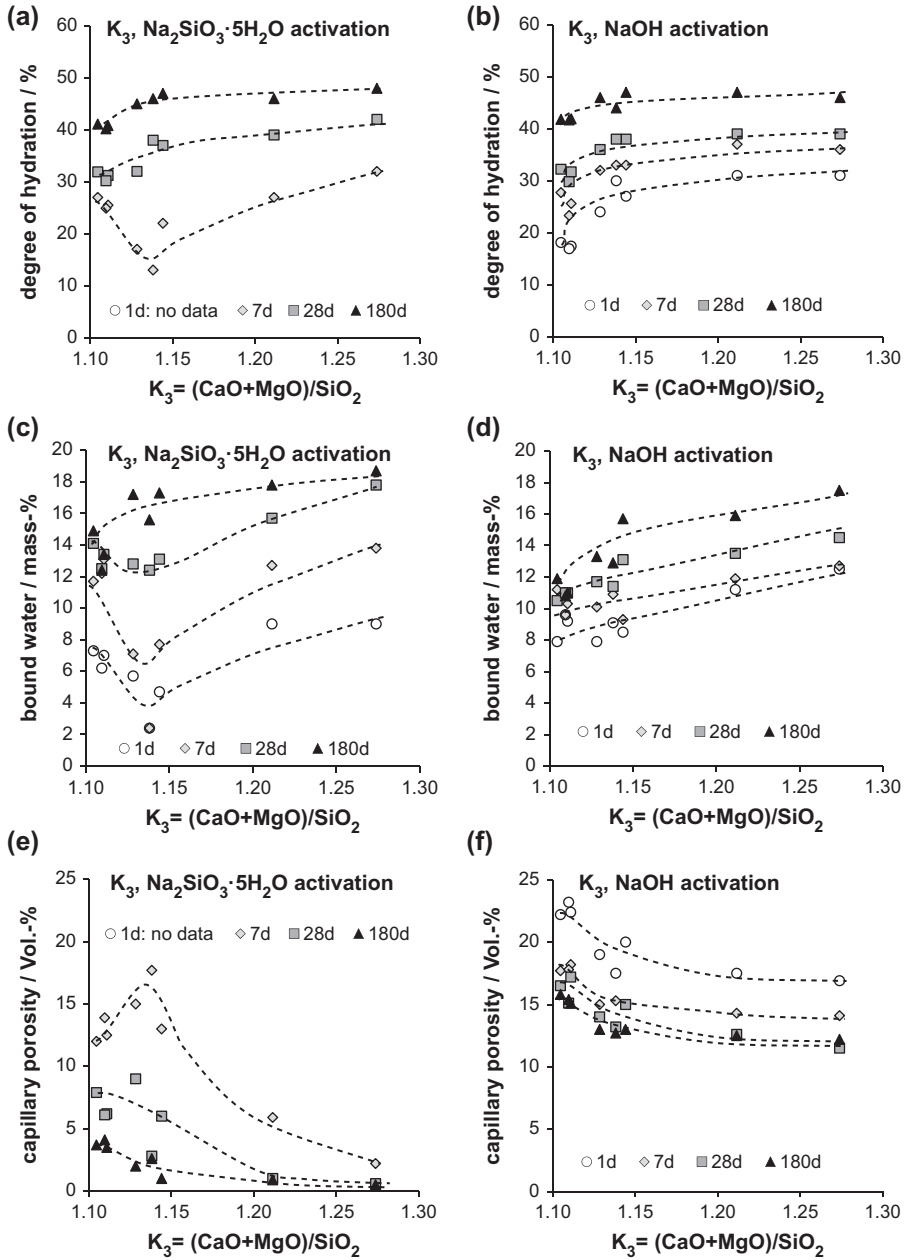 (a)
K₃, Na₂SiO₃·5H₂O activation
degree of hydration / %
60
50
40
30
20
10
0
1d: no data 7d 28d 180d
1.10 1.15 1.20 1.25 1.30
K₃= (CaO+MgO)/SiO₂
(b)
K₃, NaOH activation
degree of hydration / %
60
50
40
30
20
10
0
1d 7d 28d 180d
1.10 1.15 1.20 1.25 1.30
K₃= (CaO+MgO)/SiO₂
(c)
K₃, Na₂SiO₃·5H₂O activation
bound water / mass-%
20
18
16
14
12
10
8
6
4
2
0
1d 7d 28d 180d
1.10 1.15 1.20 1.25 1.30
K₃= (CaO+MgO)/SiO₂
(d)
K₃, NaOH activation
bound water / mass-%
20
18
16
14
12
10
8
6
4
2
0
1d 7d 28d 180d
1.10 1.15 1.20 1.25 1.30
K₃= (CaO+MgO)/SiO₂
(e)
K₃, Na₂SiO₃·5H₂O activation
capillary porosity / Vol.-%
25
20
15
10
5
0
1d: no data 7d 28d 180d
1.10 1.15 1.20 1.25 1.30
K₃= (CaO+MgO)/SiO₂
(f)
K₃, NaOH activation
capillary porosity / Vol.-%
25
20
15
10
5
0
1d 7d 28d 180d
1.10 1.15 1.20 1.25 1.30
K₃= (CaO+MgO)/SiO₂